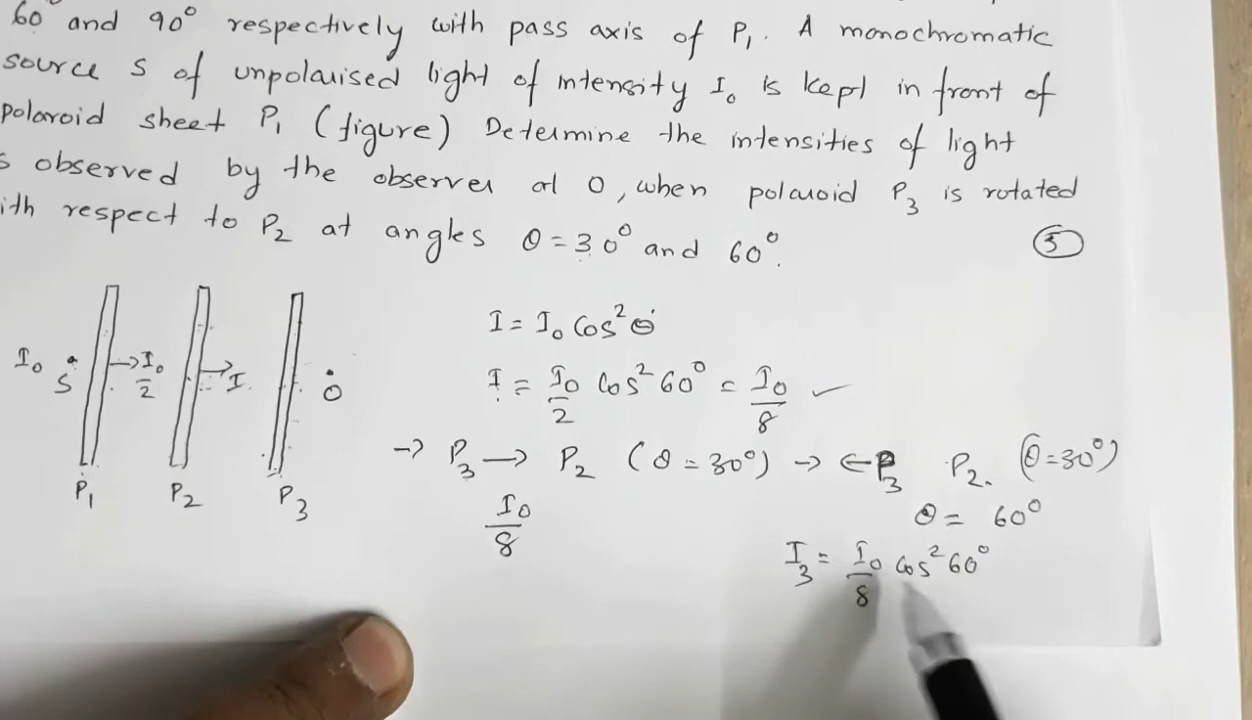 60° and 90° respectively with pass axis of P₁. A monochromatic
source S of unpolarised light of intensity I₀ is kept in front of
polaroid sheet P₁ (figure) Determine the intensities of light
s observed by the observer at O, when polaroid P₃ is rotated
ith respect to P₂ at angles θ = 30° and 60°.
③
I = I₀ Cos²θ
I₀ S → I₀/2 → I. O
I = I₀/2 Cos² 60° = I₀/8 ✓
→ P₃ → P₂ (θ = 30°) → ← P₃ P₂. (θ = 30°)
P₁ P₂ P₃
I₀/8
θ = 60°
I₃ = I₀/8 Cos² 60°